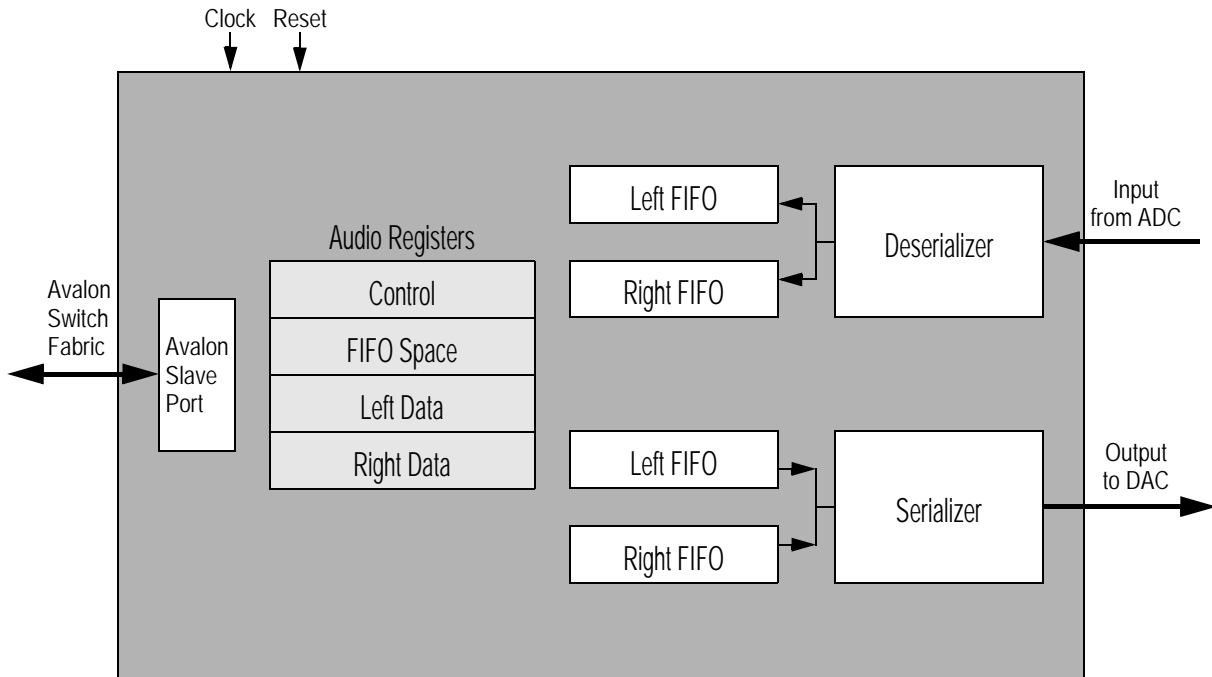 Clock Reset
Left FIFO
Right FIFO
Deserializer
Input
from ADC
Audio Registers
Control
FIFO Space
Left Data
Right Data
Avalon
Switch
Fabric
Avalon
Slave
Port
Left FIFO
Right FIFO
Serializer
Output
to DAC